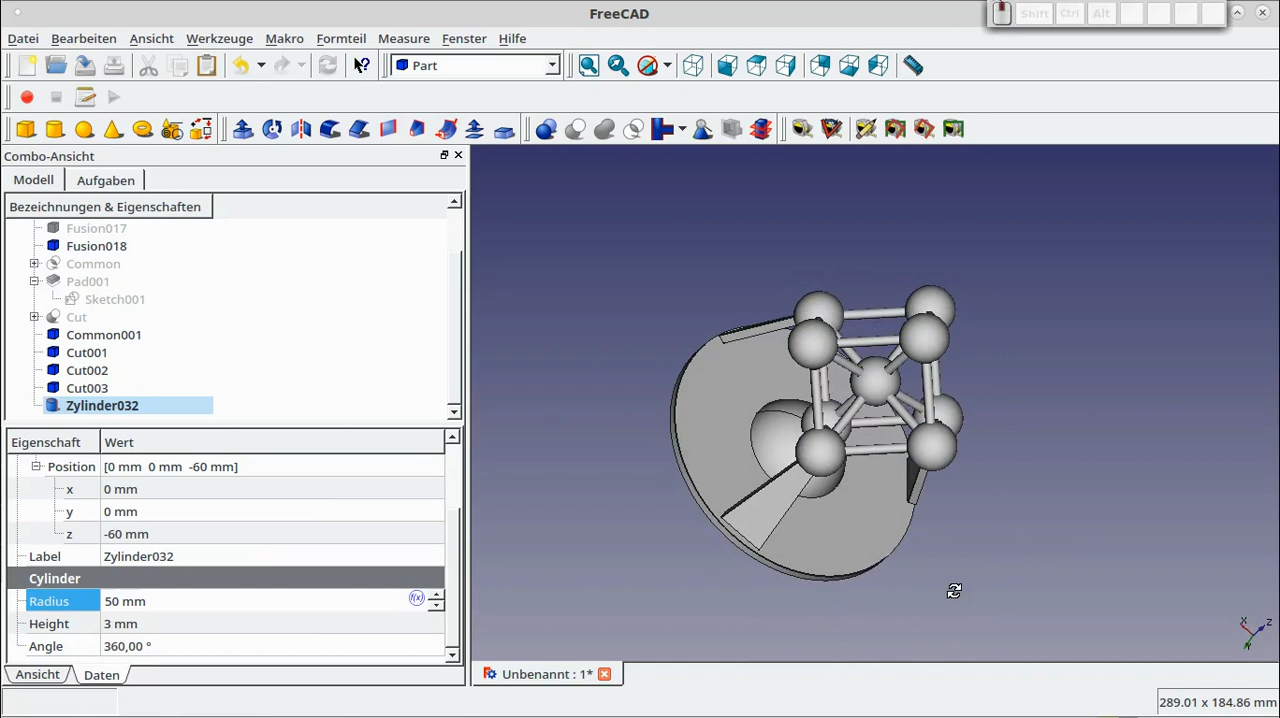 FreeCAD
Shift Ctrl Alt
Datei Bearbeiten Ansicht Werkzeuge Makro Formteil Measure Fenster Hilfe
Part
Combo-Ansicht
Modell Aufgaben
Bezeichnungen & Eigenschaften
Fusion017
Fusion018
Common
Pad001
Sketch001
Cut
Common001
Cut001
Cut002
Cut003
Zylinder032
Eigenschaft Wert
Position [0 mm 0 mm -60 mm]
x 0 mm
y 0 mm
z -60 mm
Label Zylinder032
Cylinder
Radius 50 mm f(x)
Height 3 mm
Angle 360,00 °
Ansicht Daten
Unbenannt : 1*
X Z
Y
289.01 x 184.86 mm